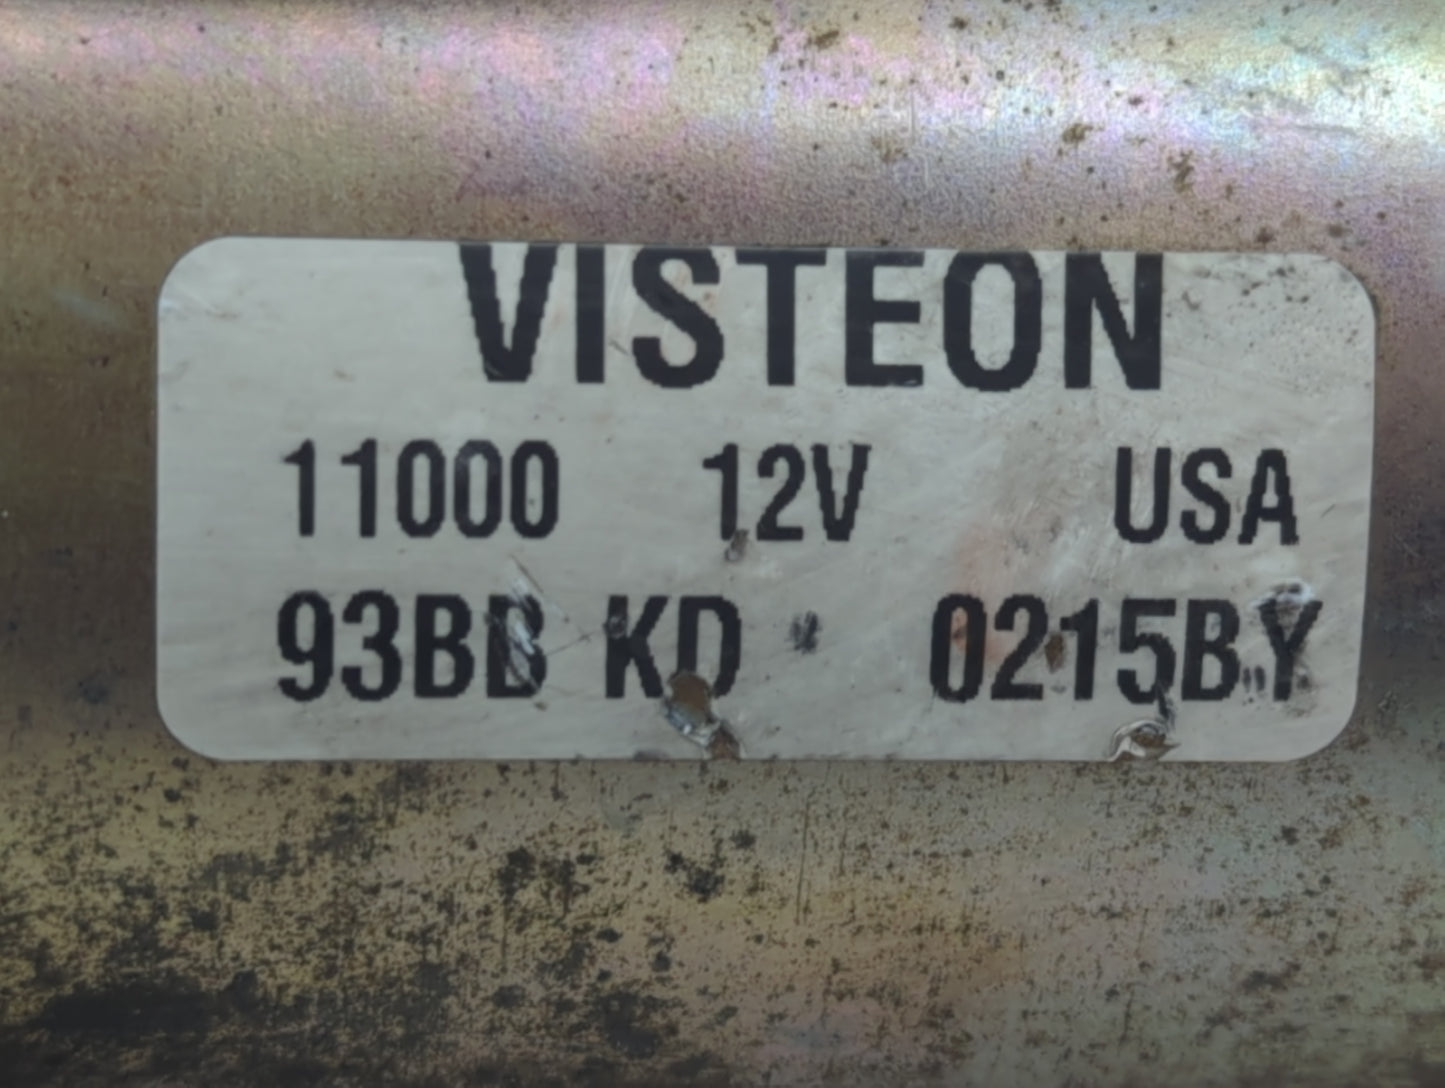 VISTEON
11000 12V USA
93BB KD 0215BY